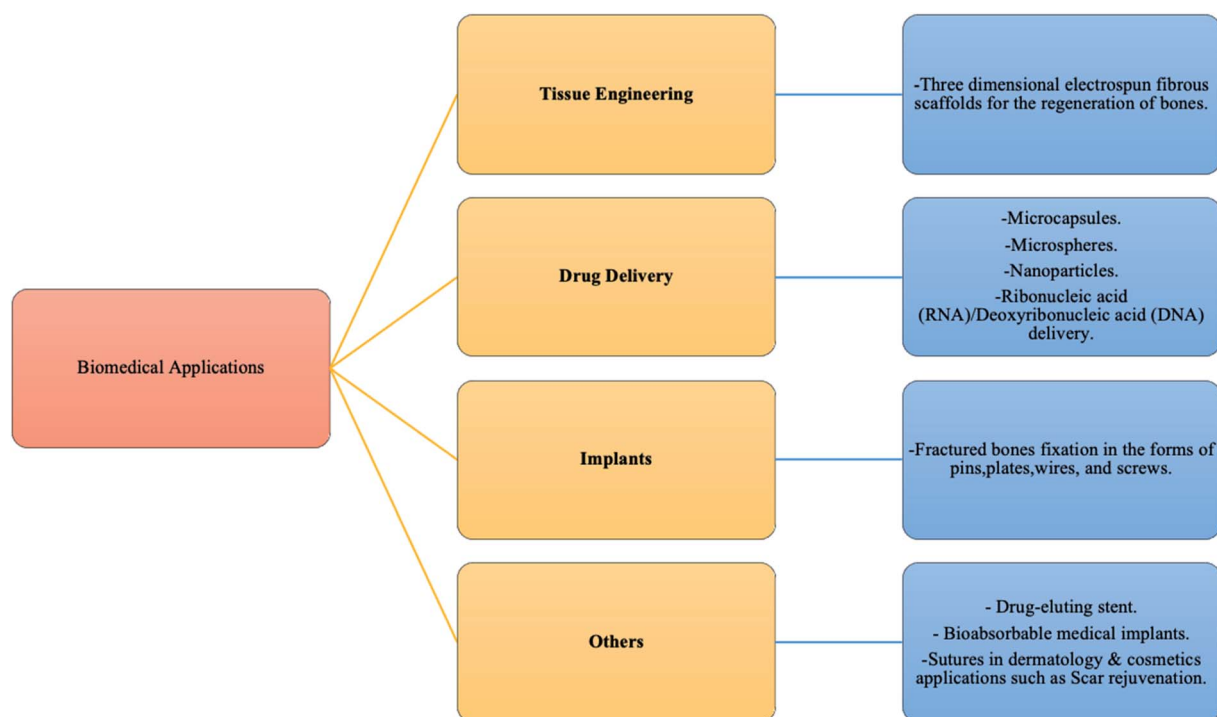 Biomedical Applications
Tissue Engineering
-Three dimensional electrospun fibrous
scaffolds for the regeneration of bones.
Drug Delivery
-Microcapsules.
-Microspheres.
-Nanoparticles.
-Ribonucleic acid
(RNA)/Deoxyribonucleic acid (DNA)
delivery.
Implants
-Fractured bones fixation in the forms of
pins,plates,wires, and screws.
Others
- Drug-eluting stent.
- Bioabsorbable medical implants.
-Sutures in dermatology & cosmetics
applications such as Scar rejuvenation.